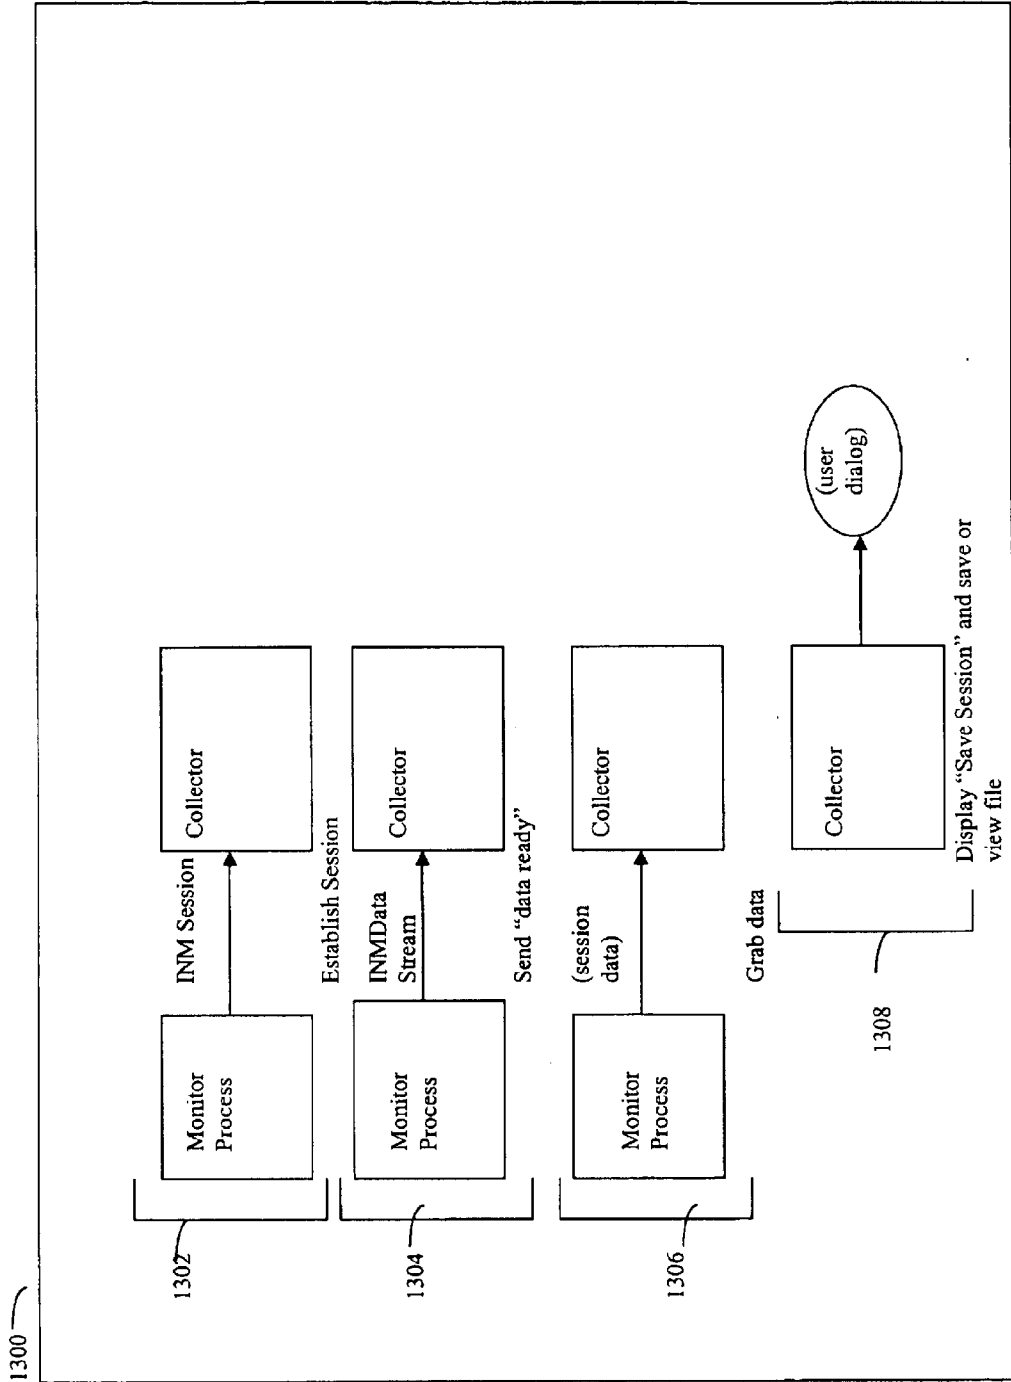 1300
1302
Monitor
Process
INM Session
Collector
Establish Session
1304
Monitor
Process
INMData
Stream
Collector
Send “data ready”
1306
Monitor
Process
(session
data)
Collector
Grab data
1308
Collector
(user
dialog)
Display “Save Session” and save or
view file